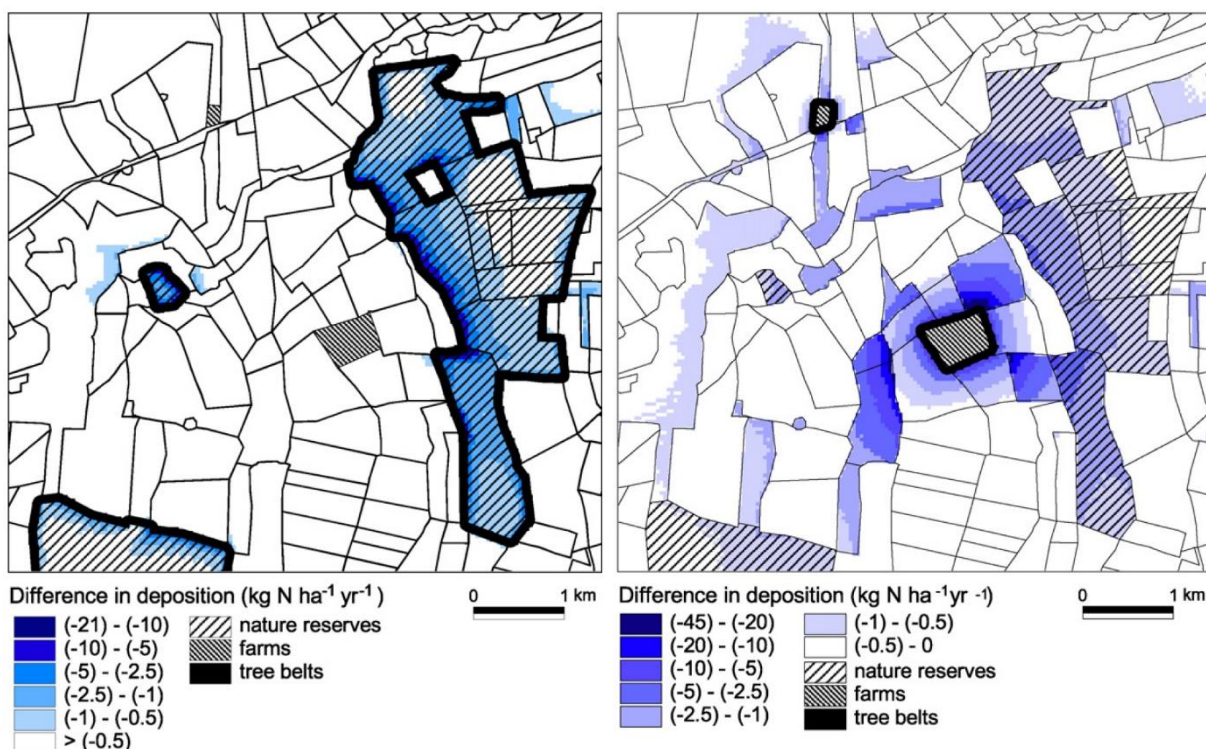 Difference in deposition (kg N ha⁻¹ yr⁻¹)
0 1 km
(-21) - (-10)
(-10) - (-5)
(-5) - (-2.5)
(-2.5) - (-1)
(-1) - (-0.5)
> (-0.5)
nature reserves
farms
tree belts
Difference in deposition (kg N ha⁻¹yr ⁻¹)
0 1 km
(-45) - (-20)
(-20) - (-10)
(-10) - (-5)
(-5) - (-2.5)
(-2.5) - (-1)
(-1) - (-0.5)
(-0.5) - 0
nature reserves
farms
tree belts